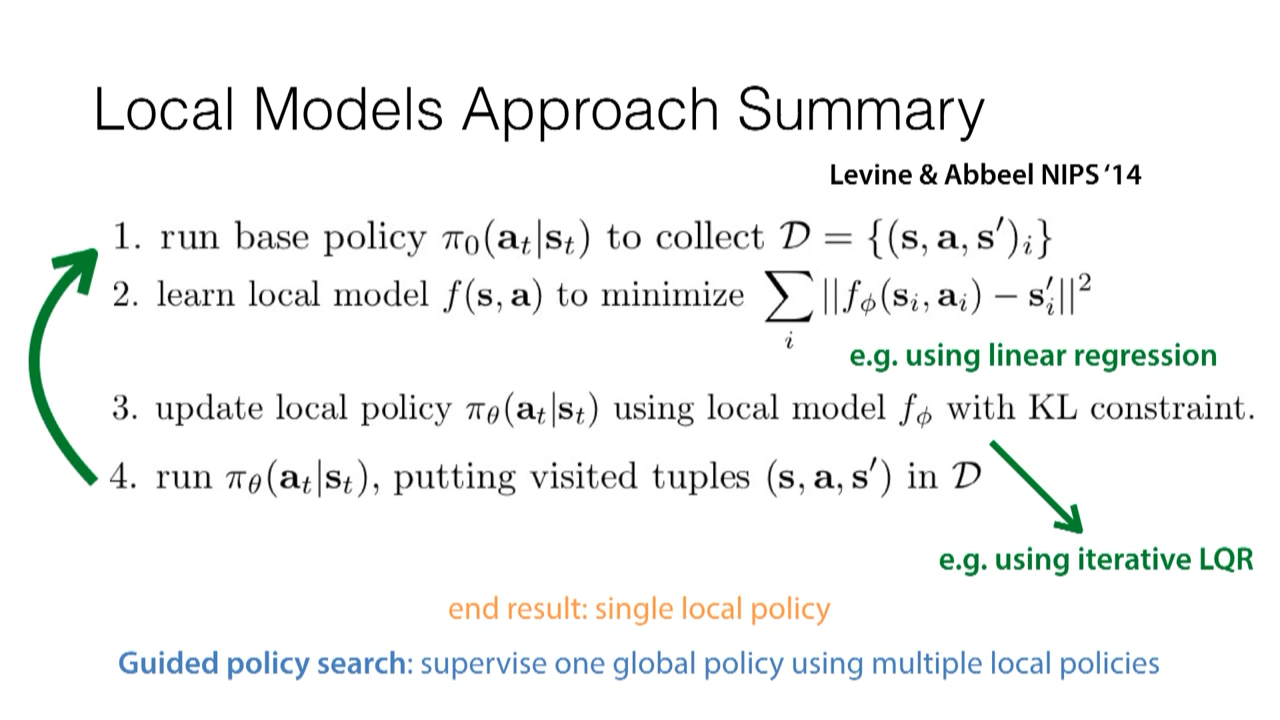 Local Models Approach Summary
Levine & Abbeel NIPS ‘14
1. run base policy π₀(aₜ|sₜ) to collect 𝒟 = {(s, a, s′)ᵢ}
2. learn local model f(s, a) to minimize ∑ᵢ ||f_ϕ(sᵢ, aᵢ) − s′ᵢ||²
e.g. using linear regression
3. update local policy π_θ(aₜ|sₜ) using local model f_ϕ with KL constraint.
4. run π_θ(aₜ|sₜ), putting visited tuples (s, a, s′) in 𝒟
e.g. using iterative LQR
end result: single local policy
Guided policy search: supervise one global policy using multiple local policies